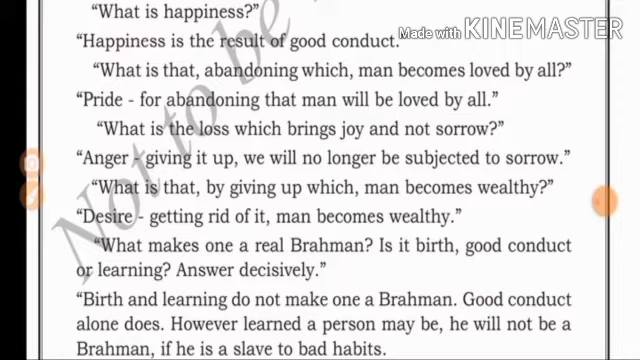 "What is happiness?"
Made with KINEMASTER
"Happiness is the result of good conduct.
"What is that, abandoning which, man becomes loved by all?"
"Pride - for abandoning that man will be loved by all."
"What is the loss which brings joy and not sorrow?"
"Anger - giving it up, we will no longer be subjected to sorrow."
"What is that, by giving up which, man becomes wealthy?"
"Desire - getting rid of it, man becomes wealthy."
"What makes one a real Brahman? Is it birth, good conduct
or learning? Answer decisively."
"Birth and learning do not make one a Brahman. Good conduct
alone does. However learned a person may be, he will not be a
Brahman, if he is a slave to bad habits.
Not to be